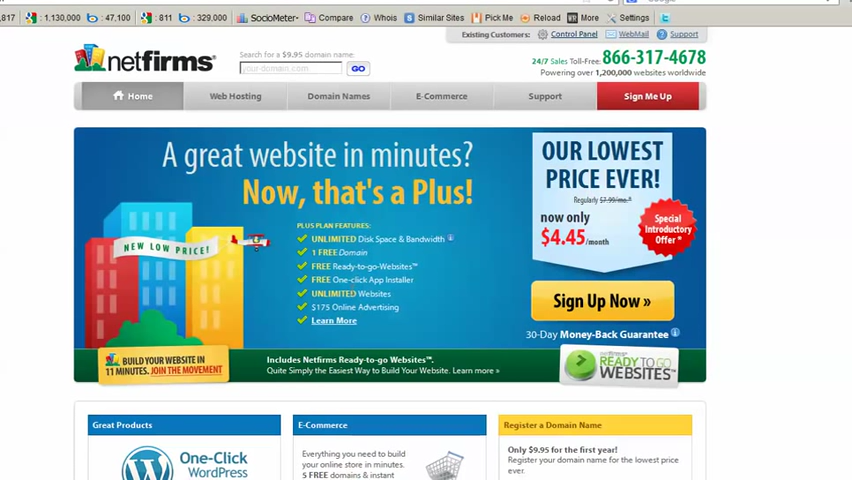 ,817 1,130,000 47,100 811 329,000 SocioMeter Compare Whois Similar Sites Pick Me Reload More Settings
Existing Customers: Control Panel WebMail Support
netfirms®
Search for a $9.95 domain name:
your-domain.com GO
24/7 Sales Toll-Free: 866-317-4678
Powering over 1,200,000 websites worldwide
Home Web Hosting Domain Names E-Commerce Support Sign Me Up
A great website in minutes?
Now, that's a Plus!
NEW LOW PRICE!
PLUS PLAN FEATURES:
UNLIMITED Disk Space & Bandwidth
1 FREE Domain
FREE Ready-to-go-Websites™
FREE One-click App Installer
UNLIMITED Websites
$175 Online Advertising
Learn More
OUR LOWEST
PRICE EVER!
Regularly $7.99/mo.*
now only
$4.45/month
Special
Introductory
Offer *
Sign Up Now »
30-Day Money-Back Guarantee
BUILD YOUR WEBSITE IN
11 MINUTES. JOIN THE MOVEMENT
Includes Netfirms Ready-to-go Websites™.
Quite Simply the Easiest Way to Build Your Website. Learn more »
netfirms
READY TO GO
WEBSITES™
Great Products
One-Click
WordPress
E-Commerce
Everything you need to build
your online store in minutes.
5 FREE domains & instant
Register a Domain Name
Only $9.95 for the first year!
Register your domain name for the lowest price
ever.